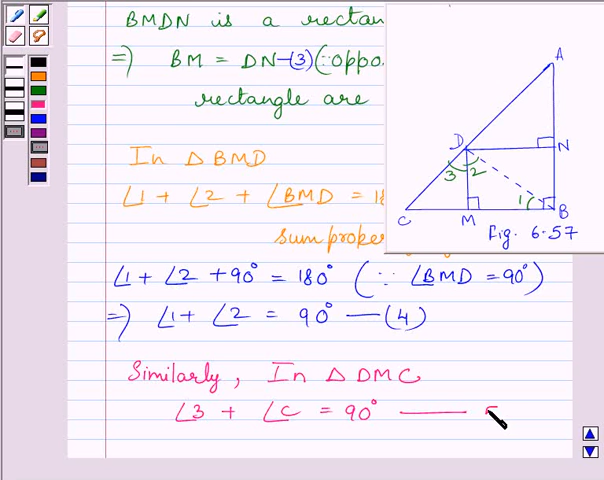 BMDN is a rectan
⇒ BM = DN –(3) (∵ oppo
rectangle are
In △ BMD
∠1 + ∠2 + ∠BMD = 18
sum proper
∠1 + ∠2 + 90° = 180° (∵ ∠BMD = 90°)
⇒ ∠1 + ∠2 = 90° — (4)
Similarly, In △ DMC
∠3 + ∠C = 90° —
A
D
N
3
2
1
C
M
B
Fig. 6.57